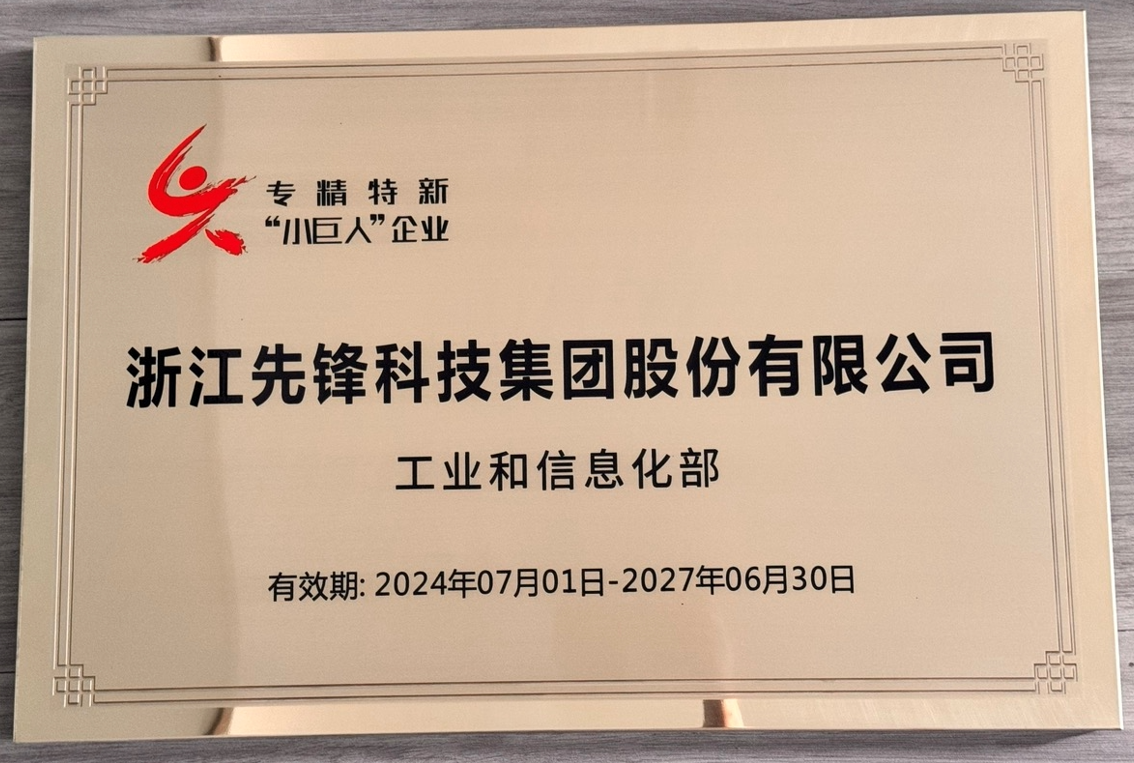 专精特新
“小巨人”企业
浙江先锋科技集团股份有限公司
工业和信息化部
有效期: 2024年07月01日-2027年06月30日